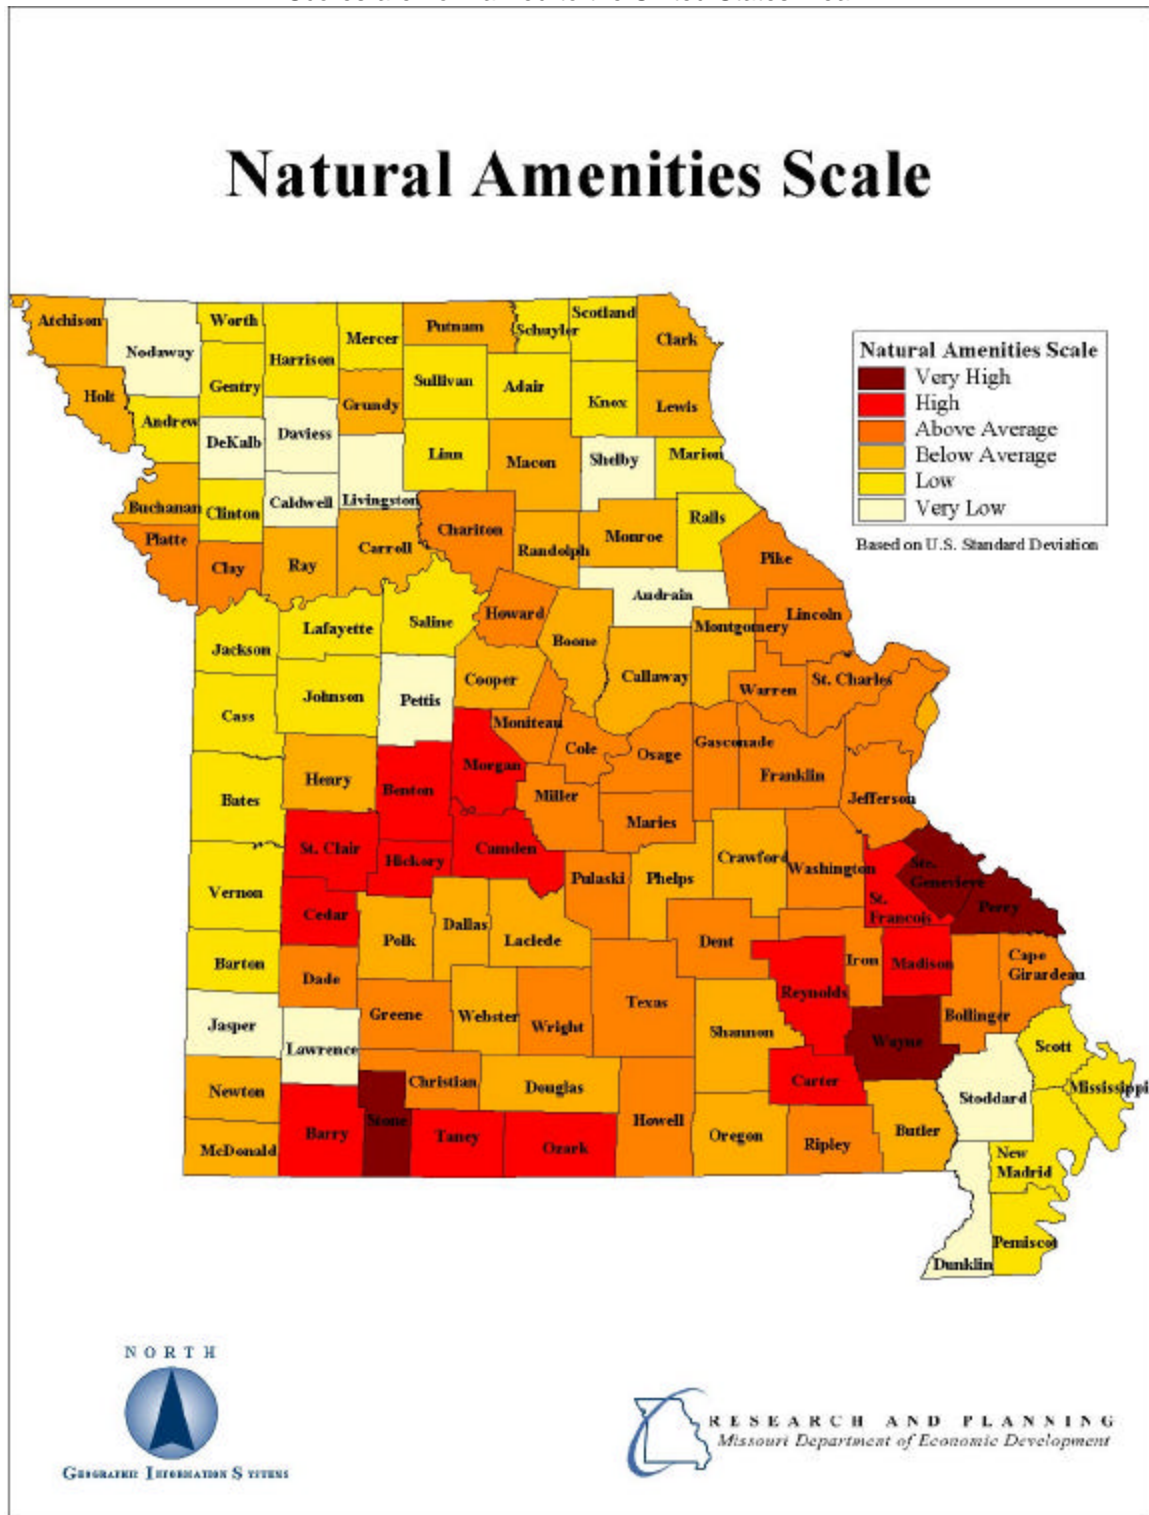 Natural Amenities Scale
Atchison
Nodaway
Worth
Harrison
Mercer
Putnam
Schuyler
Scotland
Clark
Holt
Gentry
Sullivan
Adair
Knox
Lewis
Andrew
Grundy
DeKalb
Daviess
Linn
Macon
Shelby
Marion
Buchanan
Clinton
Caldwell
Livingston
Ralls
Platte
Clay
Ray
Carroll
Chariton
Randolph
Monroe
Pike
Audrain
Jackson
Lafayette
Saline
Howard
Boone
Montgomery
Lincoln
Cass
Johnson
Pettis
Cooper
Callaway
Warren
St. Charles
Moniteau
Cole
Osage
Gasconade
Franklin
Jefferson
Bates
Henry
Benton
Morgan
Miller
Maries
St. Clair
Hickory
Camden
Pulaski
Phelps
Crawford
Washington
Ste.
Genevieve
Perry
St.
Francois
Vernon
Cedar
Polk
Dallas
Laclede
Dent
Iron
Madison
Cape
Girardeau
Barton
Dade
Greene
Webster
Wright
Texas
Shannon
Reynolds
Bollinger
Wayne
Scott
Jasper
Lawrence
Christian
Douglas
Carter
Stoddard
Mississippi
Newton
McDonald
Barry
Stone
Taney
Ozark
Howell
Oregon
Ripley
Butler
New
Madrid
Pemiscot
Dunklin
Natural Amenities Scale
Very High
High
Above Average
Below Average
Low
Very Low
Based on U.S. Standard Deviation
NORTH
GEOGRAPHIC INFORMATION SYSTEMS
RESEARCH AND PLANNING
Missouri Department of Economic Development